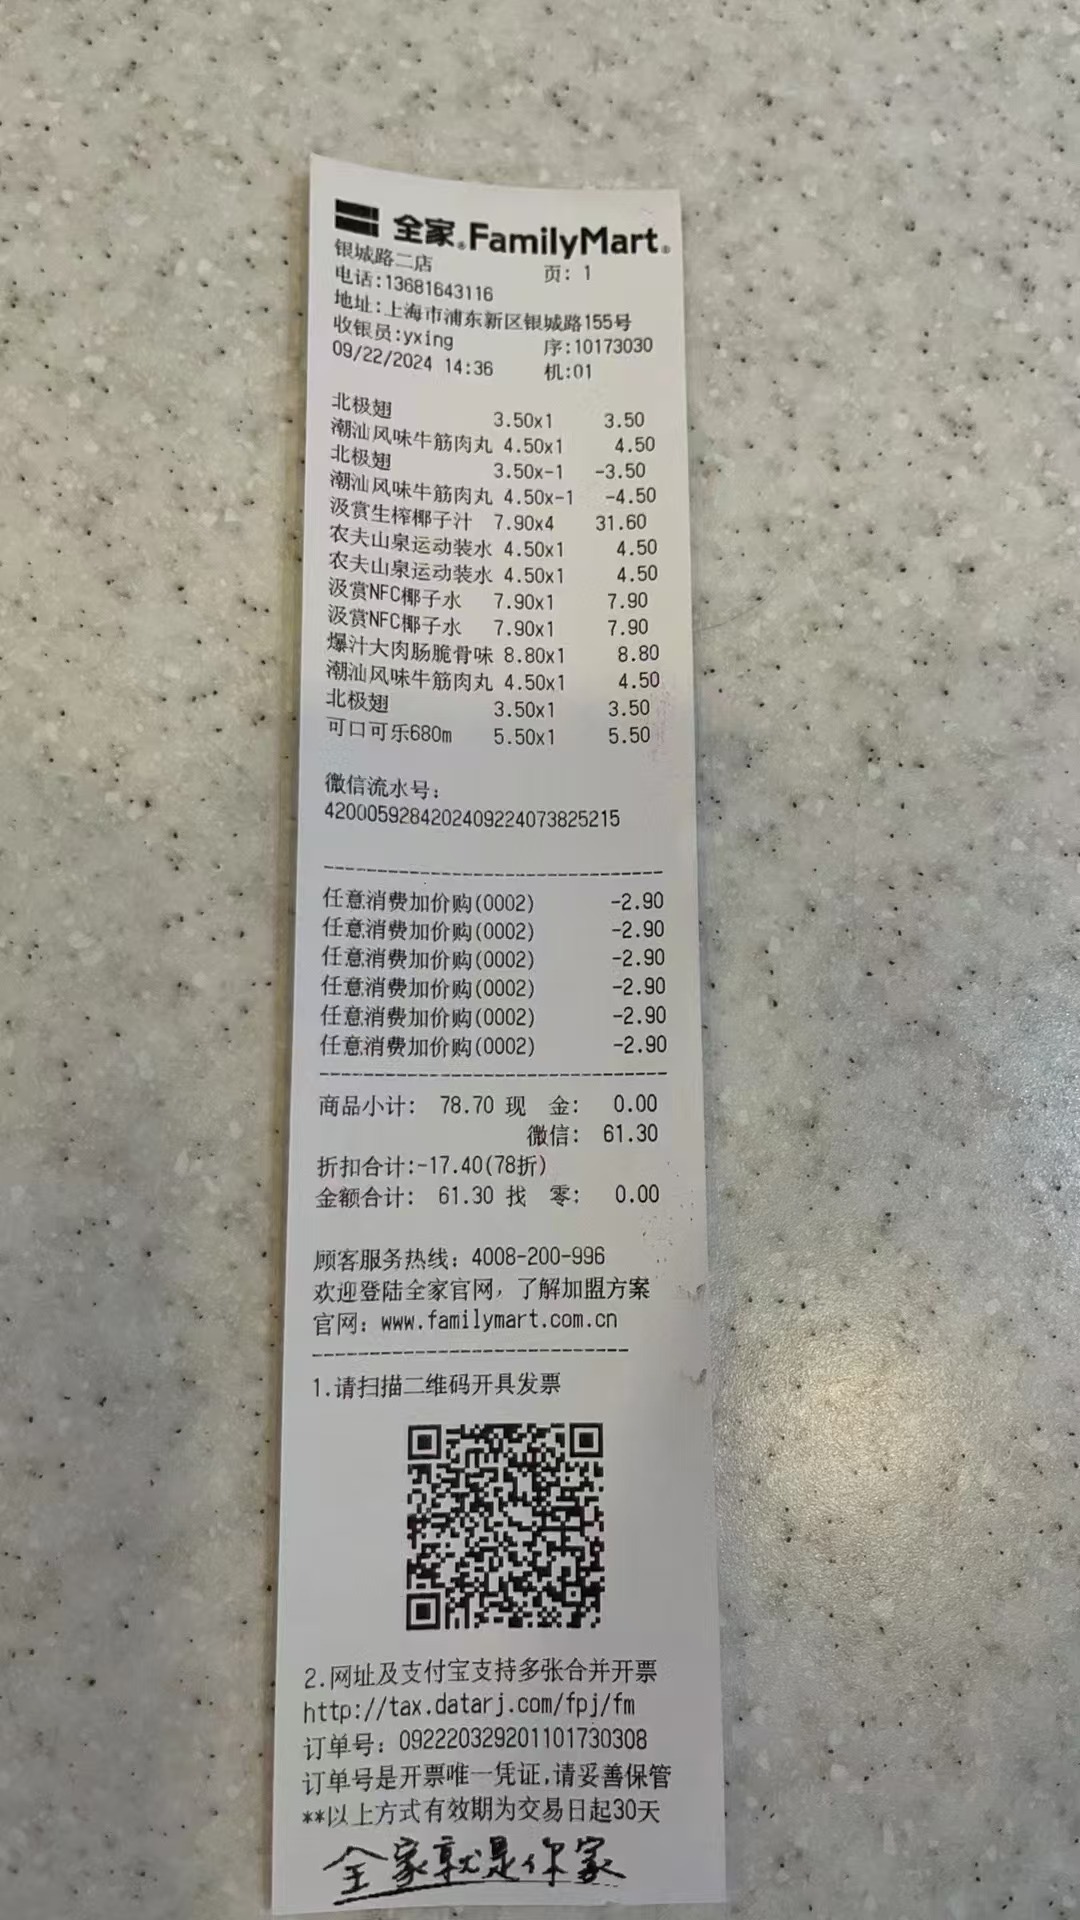 全家®FamilyMart®
银城路二店 页: 1
电话:13681643116
地址:上海市浦东新区银城路155号
收银员:yxing 序:10173030
09/22/2024 14:36 机:01
北极翅 3.50x1 3.50
潮汕风味牛筋肉丸 4.50x1 4.50
北极翅 3.50x-1 -3.50
潮汕风味牛筋肉丸 4.50x-1 -4.50
汲赏生榨椰子汁 7.90x4 31.60
农夫山泉运动装水 4.50x1 4.50
农夫山泉运动装水 4.50x1 4.50
汲赏NFC椰子水 7.90x1 7.90
汲赏NFC椰子水 7.90x1 7.90
爆汁大肉肠脆骨味 8.80x1 8.80
潮汕风味牛筋肉丸 4.50x1 4.50
北极翅 3.50x1 3.50
可口可乐680m 5.50x1 5.50
微信流水号:
4200059284202409224073825215
任意消费加价购(0002) -2.90
任意消费加价购(0002) -2.90
任意消费加价购(0002) -2.90
任意消费加价购(0002) -2.90
任意消费加价购(0002) -2.90
任意消费加价购(0002) -2.90
商品小计: 78.70 现 金: 0.00
微信: 61.30
折扣合计:-17.40(78折)
金额合计: 61.30 找 零: 0.00
顾客服务热线: 4008-200-996
欢迎登陆全家官网, 了解加盟方案
官网: www.familymart.com.cn
1.请扫描二维码开具发票
2.网址及支付宝支持多张合并开票
http://tax.datarj.com/fpj/fm
订单号: 092220329201101730308
订单号是开票唯一凭证,请妥善保管
**以上方式有效期为交易日起30天
全家就是你家